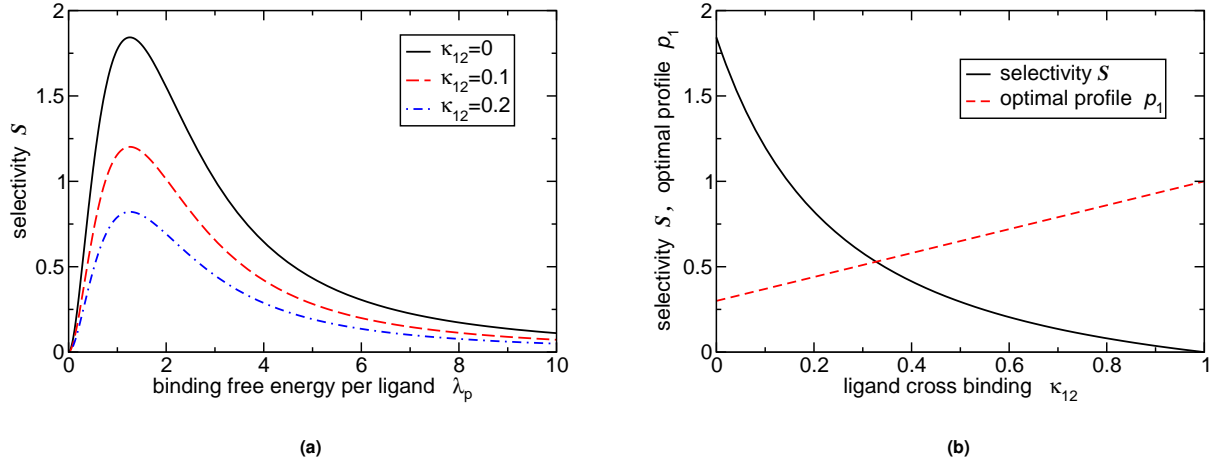 2
1.5
1
0.5
0
selectivity S
κ12=0
κ12=0.1
κ12=0.2
0 2 4 6 8 10
binding free energy per ligand λp
(a)
2
1.5
1
0.5
0
selectivity S , optimal profile p1
selectivity S
optimal profile p1
0 0.2 0.4 0.6 0.8 1
ligand cross binding κ12
(b)